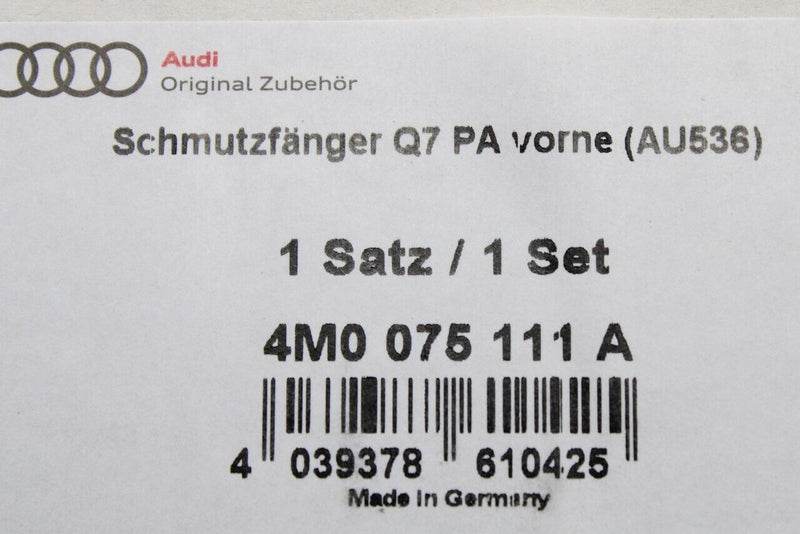 Audi
Original Zubehör
Schmutzfänger Q7 PA vorne (AU536)
1 Satz / 1 Set
4M0 075 111 A
4 039378 610425
Made in Germany